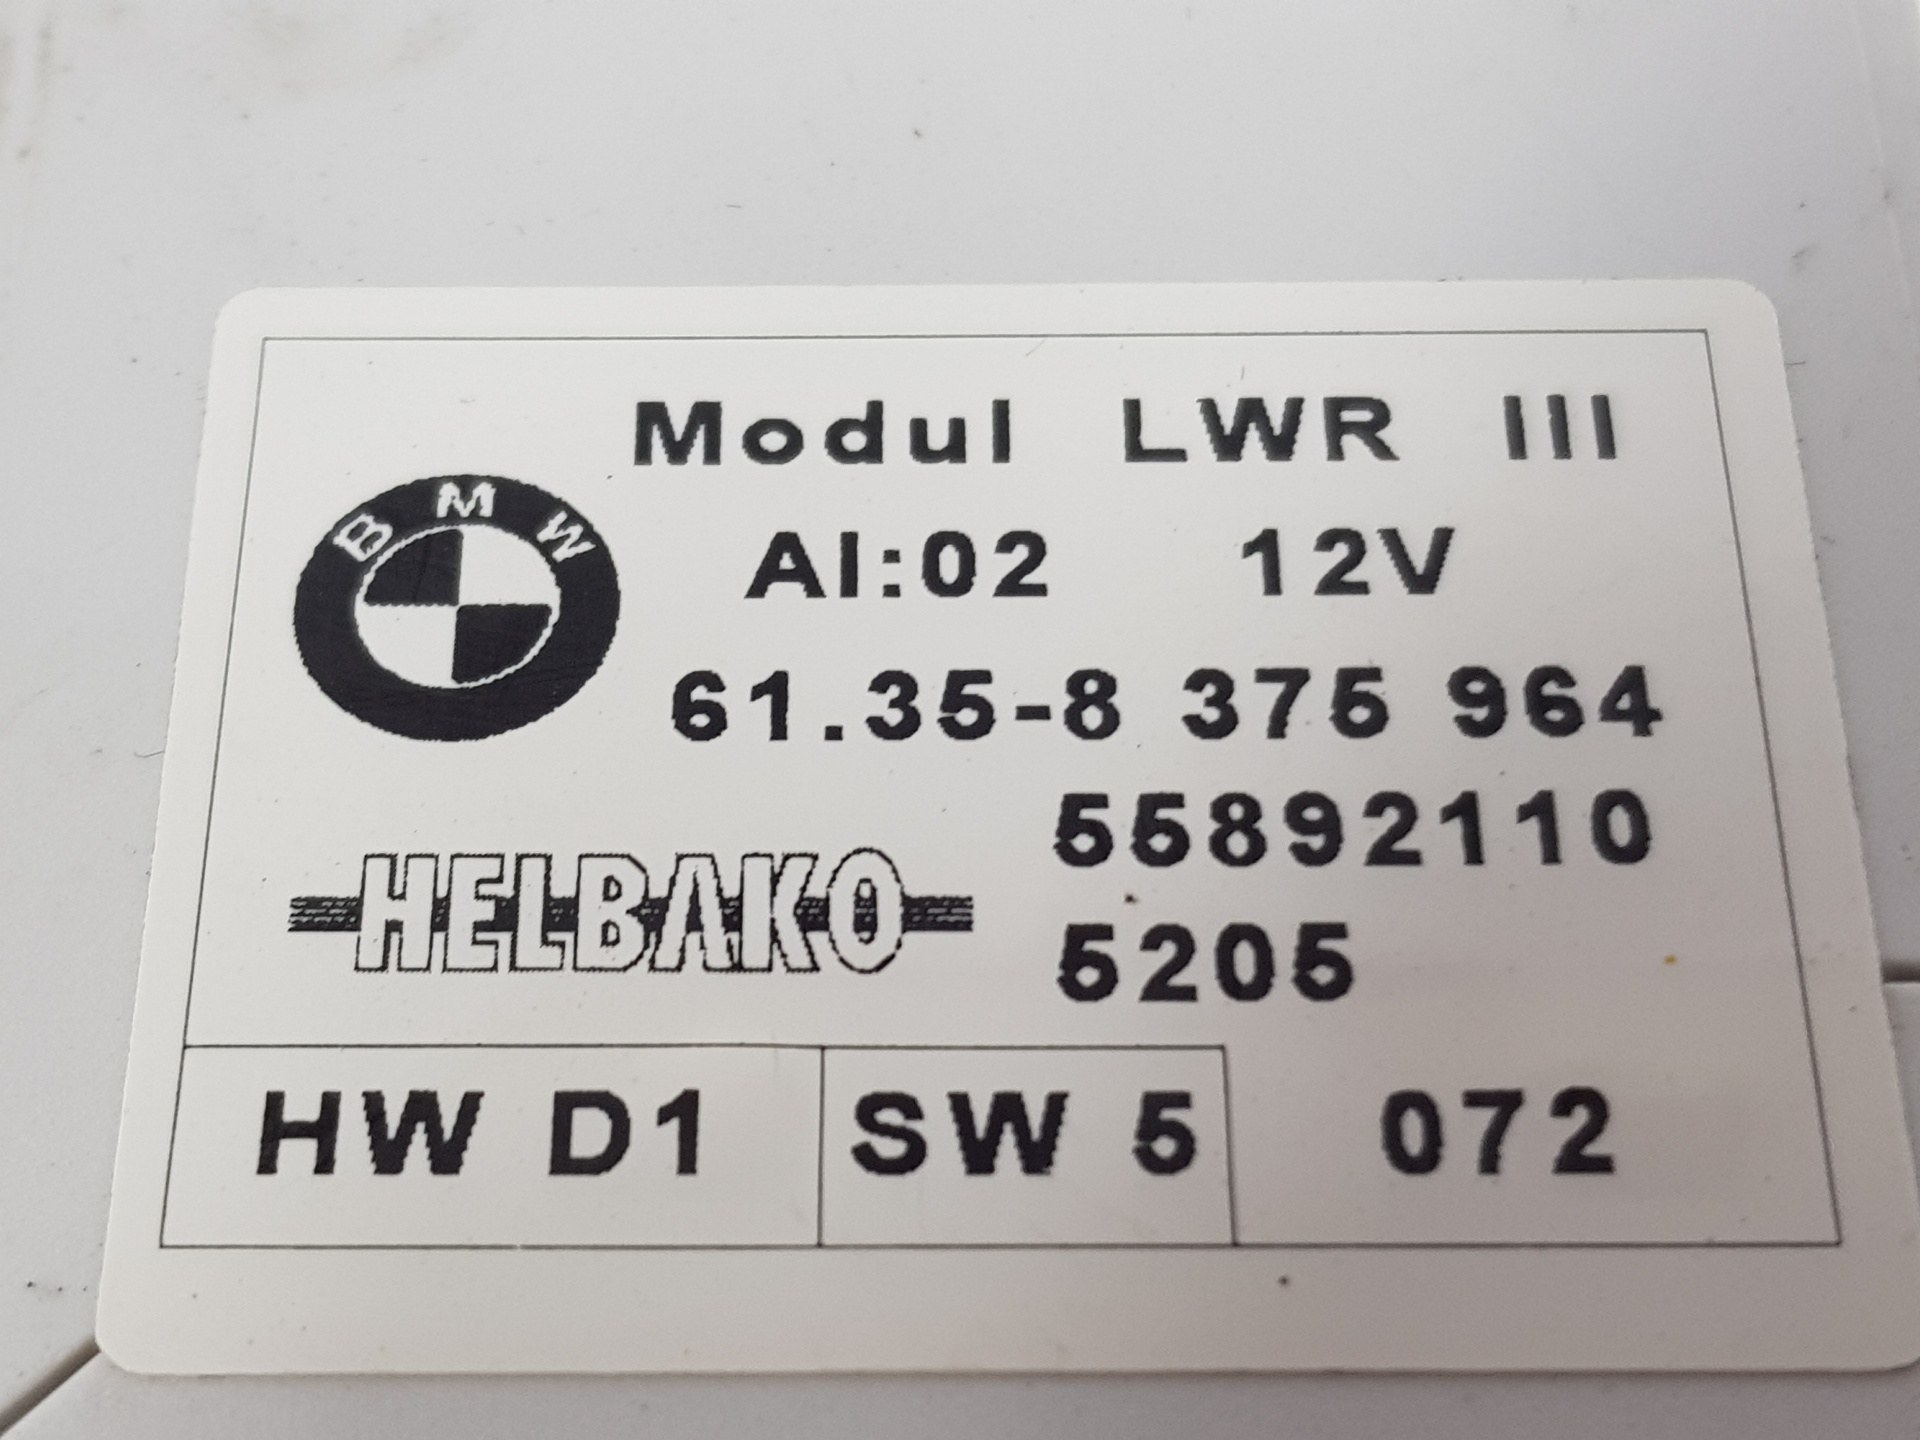 Modul LWR III
BMW
AI:02 12V
61.35-8 375 964
55892110
HELBAKO
5205
HW D1 SW 5 072